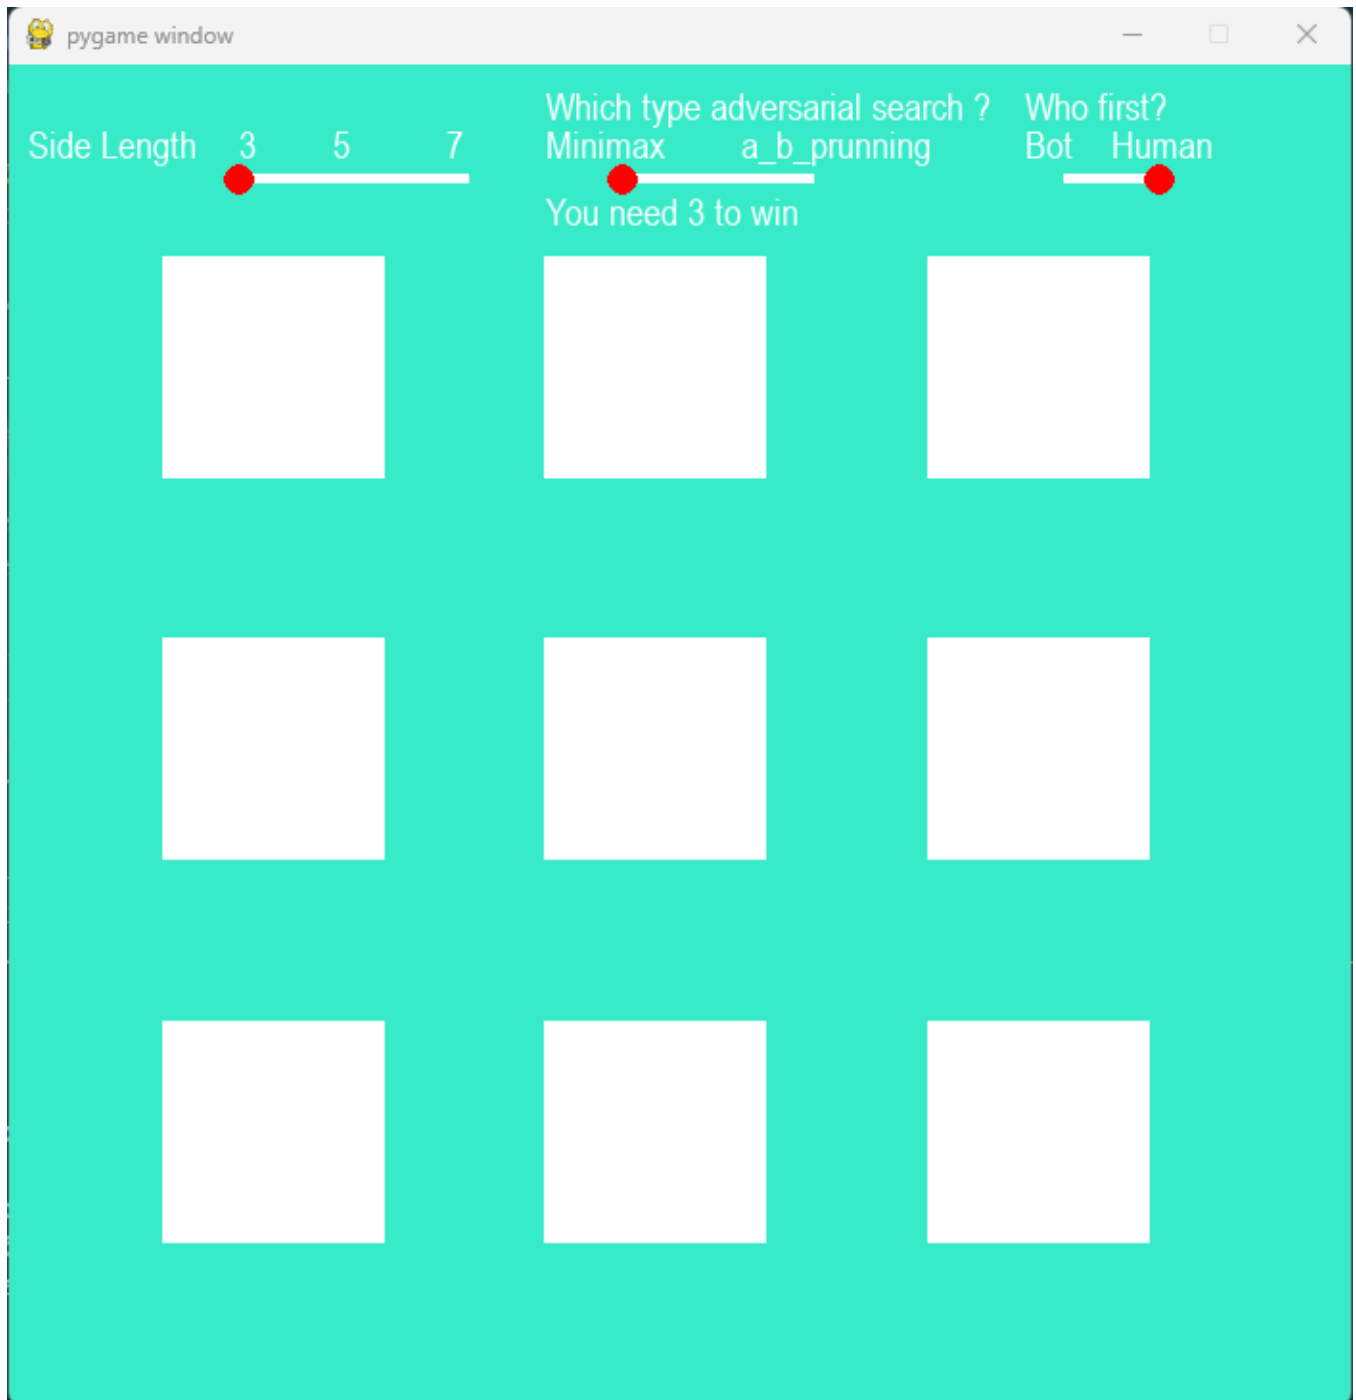 pygame window
Which type adversarial search ? Who first?
Side Length 3 5 7 Minimax a_b_prunning Bot Human
You need 3 to win